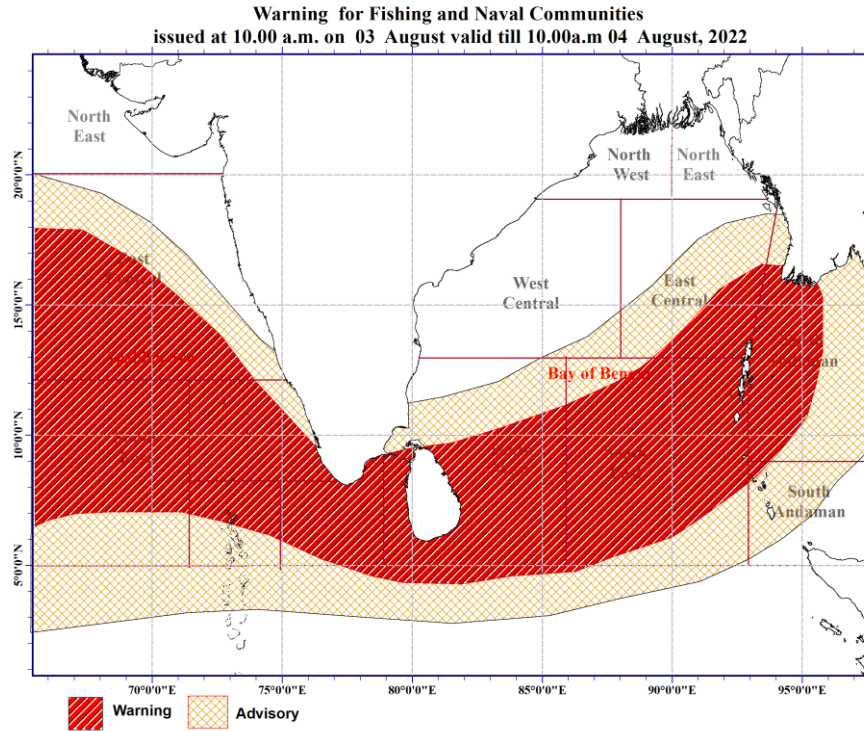 Warning for Fishing and Naval Communities
issued at 10.00 a.m. on 03 August valid till 10.00a.m 04 August, 2022
North
East
North
West
North
East
20°0'0"N
Central
West
Central
East
Central
15°0'0"N
Bay of Ben
10°0'0"N
South
Andaman
5°0'0"N
70°0'0"E
75°0'0"E
80°0'0"E
85°0'0"E
90°0'0"E
95°0'0"E
Warning
Advisory